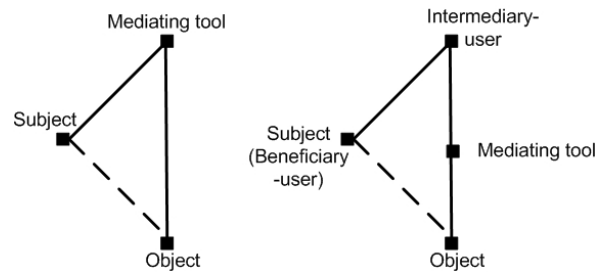 Mediating tool
Subject
Object
Intermediary-
user
Subject
(Beneficiary
-user)
Mediating tool
Object